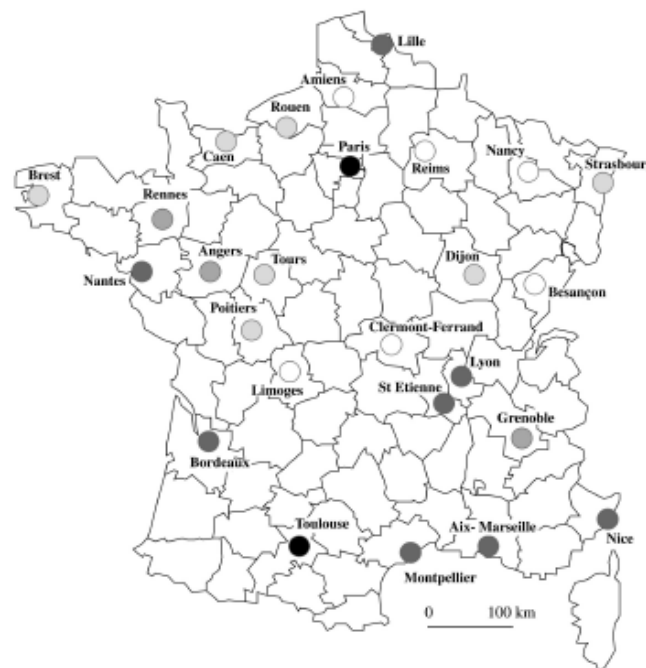 Lille
Amiens
Rouen
Caen
Paris
Reims
Nancy
Strasbour
Brest
Rennes
Nantes
Angers
Tours
Dijon
Besançon
Poitiers
Clermont-Ferrand
Limoges
Lyon
St Etienne
Grenoble
Bordeaux
Toulouse
Aix- Marseille
Nice
Montpellier
0 100 km